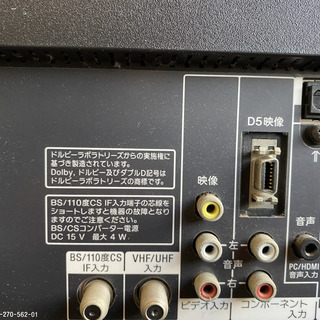 D5映像
ドルビーラボラトリーズからの実施権に
基づき製造されています。
Dolby、ドルビー及びダブルD記号は
ドルビーラボラトリーズの商標です。
BS/110度CS IF入力端子の芯線を
ショートしますと機器の故障となり
ますのでご注意ください。
BS/CSコンバーター電源
DC 15 V 最大 4 W.
映像
BS/110度CS
IF入力
VHF/UHF
入力
左
音声
右
ビデオ入力
左
音声
右
コンポーネント
入力
音声
PC/HDMI
音声入力
-270-562-01